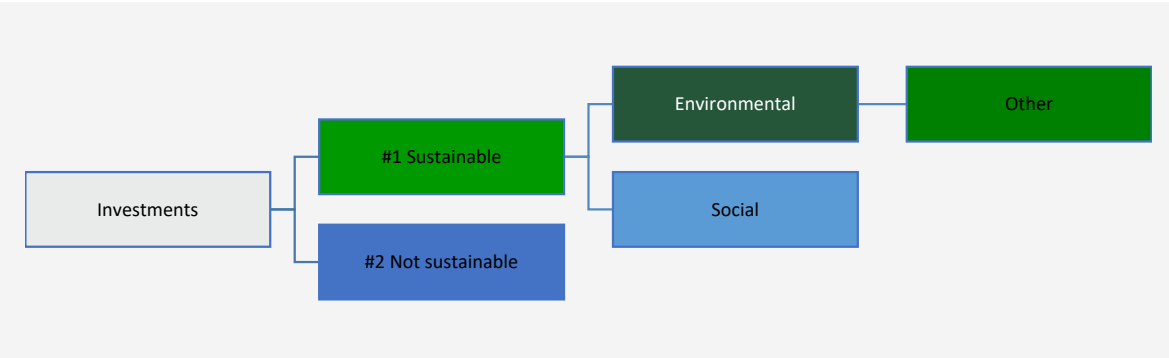 Investments
#1 Sustainable
#2 Not sustainable
Environmental
Social
Other